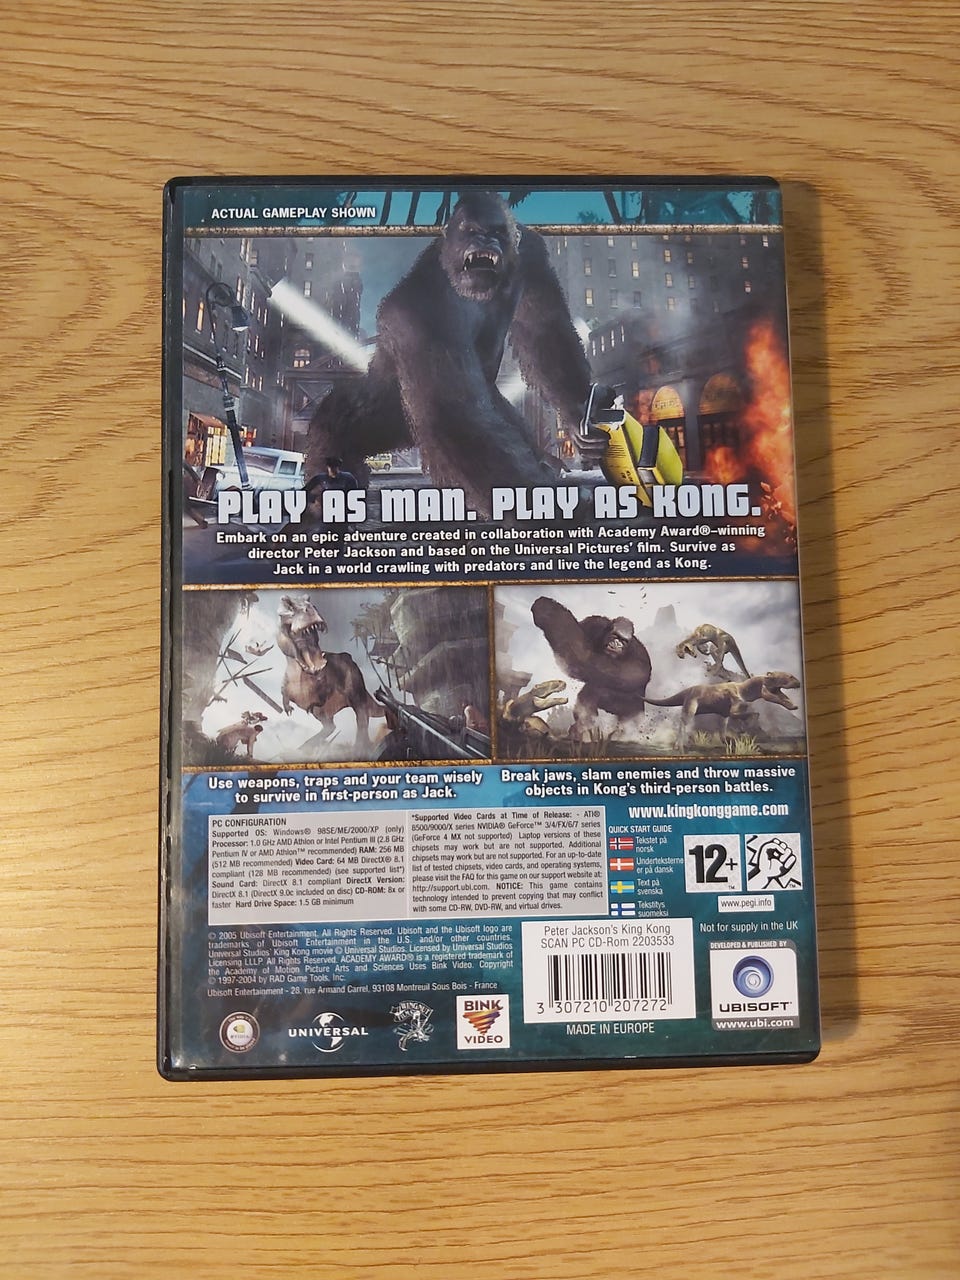 ACTUAL GAMEPLAY SHOWN
PLAY AS MAN. PLAY AS KONG.
Embark on an epic adventure created in collaboration with Academy Award®–winning
director Peter Jackson and based on the Universal Pictures' film. Survive as
Jack in a world crawling with predators and live the legend as Kong.
Use weapons, traps and your team wisely
to survive in first-person as Jack.
Break jaws, slam enemies and throw massive
objects in Kong's third-person battles.
www.kingkonggame.com
PC CONFIGURATION
Supported OS: Windows® 98SE/ME/2000/XP (only)
Processor: 1.0 GHz AMD Athlon or Intel Pentium III (2.8 GHz
Pentium IV or AMD Athlon™ recommended) RAM: 256 MB
(512 MB recommended) Video Card: 64 MB DirectX® 8.1
compliant (128 MB recommended) (see supported list*)
Sound Card: DirectX 8.1 compliant DirectX Version:
DirectX 8.1 (DirectX 9.0c included on disc) CD-ROM: 8x or
faster Hard Drive Space: 1.5 GB minimum
*Supported Video Cards at Time of Release: - ATI®
8500/9000/X series NVIDIA® GeForce™ 3/4/FX/6/7 series
(GeForce 4 MX not supported) Laptop versions of these
chipsets may work but are not supported. Additional
chipsets may work but are not supported. For an up-to-date
list of tested chipsets, video cards, and operating systems,
please visit the FAQ for this game on our support website at:
http://support.ubi.com. NOTICE: This game contains
technology intended to prevent copying that may conflict
with some CD-RW, DVD-RW, and virtual drives.
QUICK START GUIDE
Tekstet på
norsk
Underteksterne
er på dansk
Text på
svenska
Tekstitys
suomeksi
12+
™
www.pegi.info
© 2005 Ubisoft Entertainment. All Rights Reserved. Ubisoft and the Ubisoft logo are
trademarks of Ubisoft Entertainment in the U.S. and/or other countries.
Universal Studios' King Kong movie © Universal Studios. Licensed by Universal Studios
Licensing LLLP. All Rights Reserved. ACADEMY AWARD® is a registered trademark of
the Academy of Motion Picture Arts and Sciences Uses Bink Video. Copyright
© 1997-2004 by RAD Game Tools, Inc.
Ubisoft Entertainment - 28, rue Armand Carrel, 93108 Montreuil Sous Bois - France
Peter Jackson's King Kong
SCAN PC CD-Rom 2203533
3 307210 207272
MADE IN EUROPE
Not for supply in the UK
DEVELOPED & PUBLISHED BY
UBISOFT
www.ubi.com
NVIDIA
UNIVERSAL
WINGNUT
BINK
VIDEO